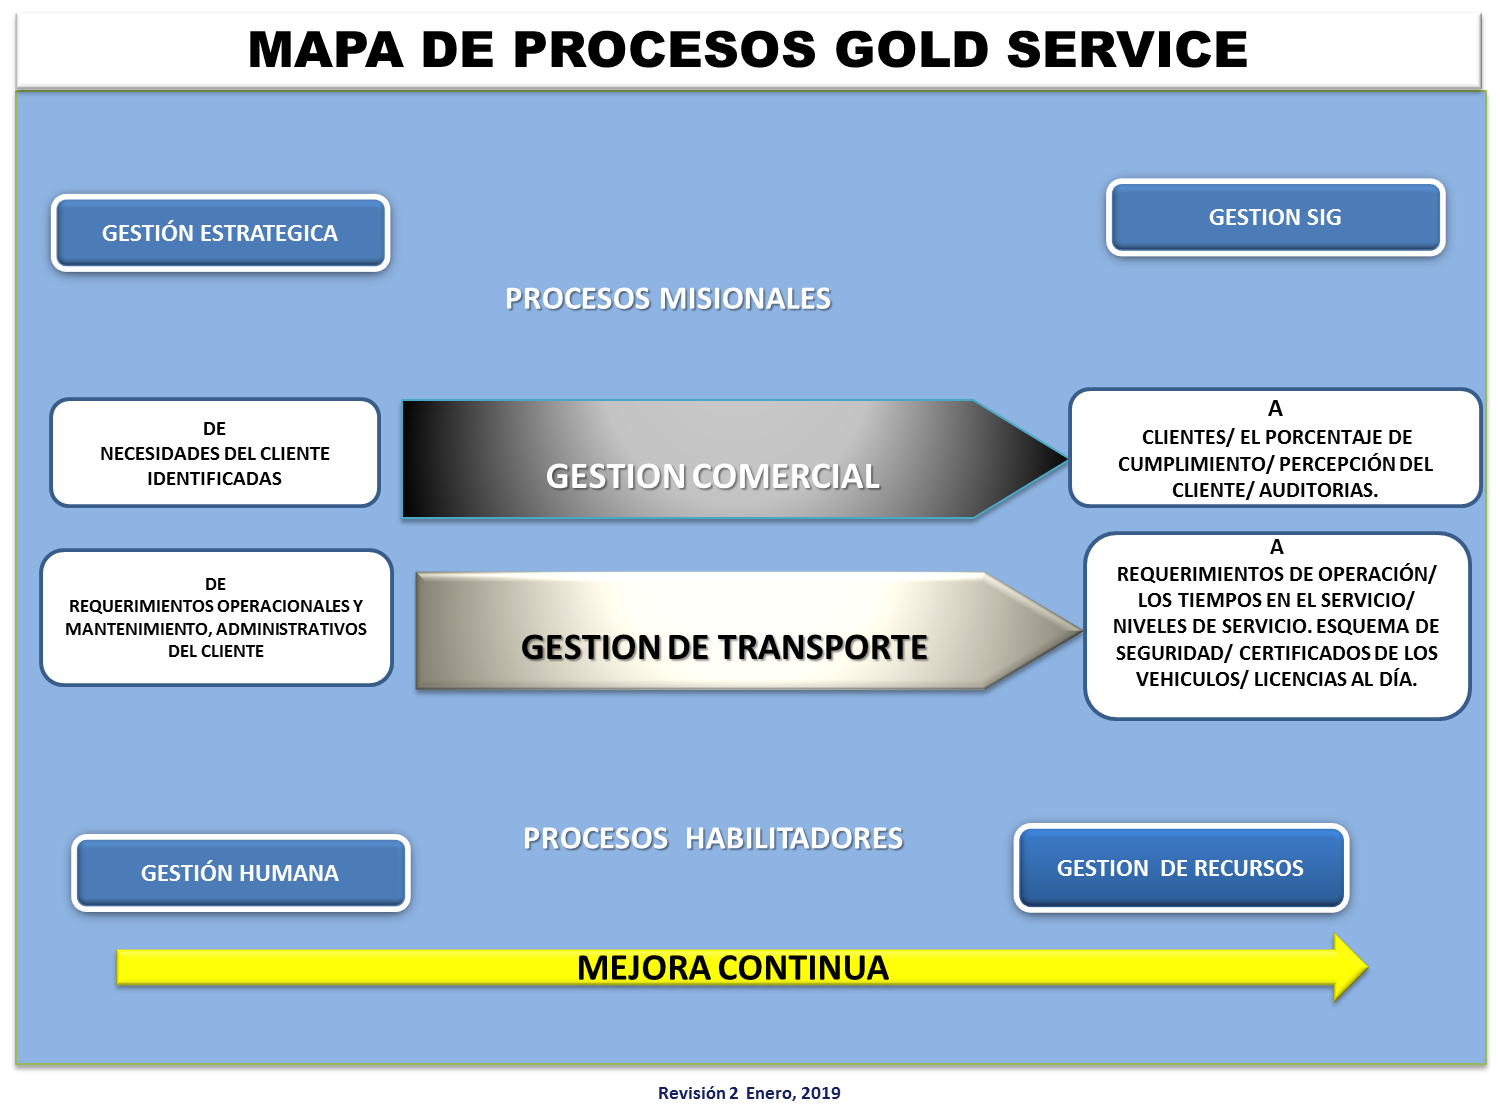 MAPA DE PROCESOS GOLD SERVICE
GESTIÓN ESTRATEGICA
GESTION SIG
PROCESOS MISIONALES
DE
NECESIDADES DEL CLIENTE
IDENTIFICADAS
GESTION COMERCIAL
A
CLIENTES/ EL PORCENTAJE DE
CUMPLIMIENTO/ PERCEPCIÓN DEL
CLIENTE/ AUDITORIAS.
DE
REQUERIMIENTOS OPERACIONALES Y
MANTENIMIENTO, ADMINISTRATIVOS
DEL CLIENTE
GESTION DE TRANSPORTE
A
REQUERIMIENTOS DE OPERACIÓN/
LOS TIEMPOS EN EL SERVICIO/
NIVELES DE SERVICIO. ESQUEMA DE
SEGURIDAD/ CERTIFICADOS DE LOS
VEHICULOS/ LICENCIAS AL DÍA.
PROCESOS HABILITADORES
GESTIÓN HUMANA
GESTION DE RECURSOS
MEJORA CONTINUA
Revisión 2 Enero, 2019